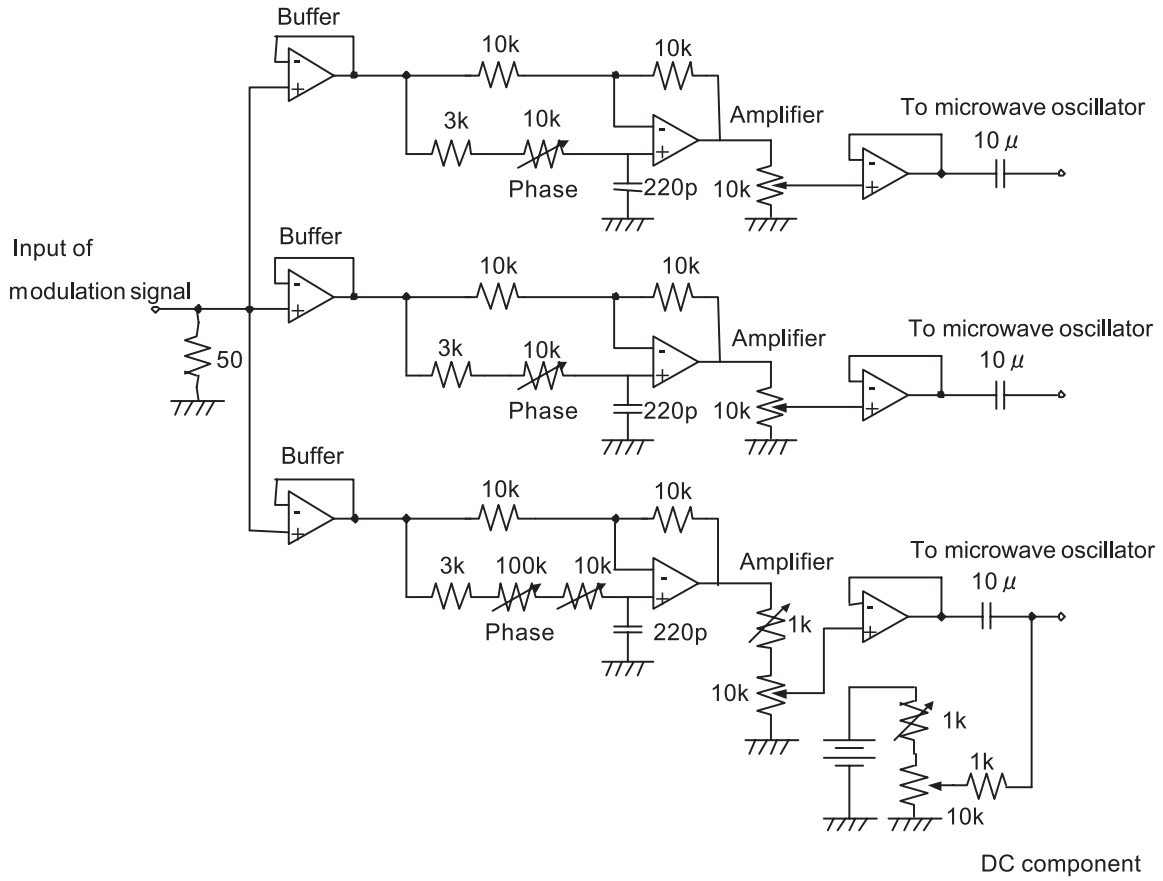 Buffer
10k
10k
Amplifier
To microwave oscillator
10 μ
3k
10k
Phase
220p
10k
-
+
-
+
-
+
Input of
modulation signal
50
Buffer
10k
10k
Amplifier
To microwave oscillator
10 μ
3k
10k
Phase
220p
10k
-
+
-
+
-
+
Buffer
10k
10k
Amplifier
To microwave oscillator
10 μ
3k
100k
10k
Phase
220p
1k
10k
-
+
-
+
-
+
1k
1k
10k
DC component